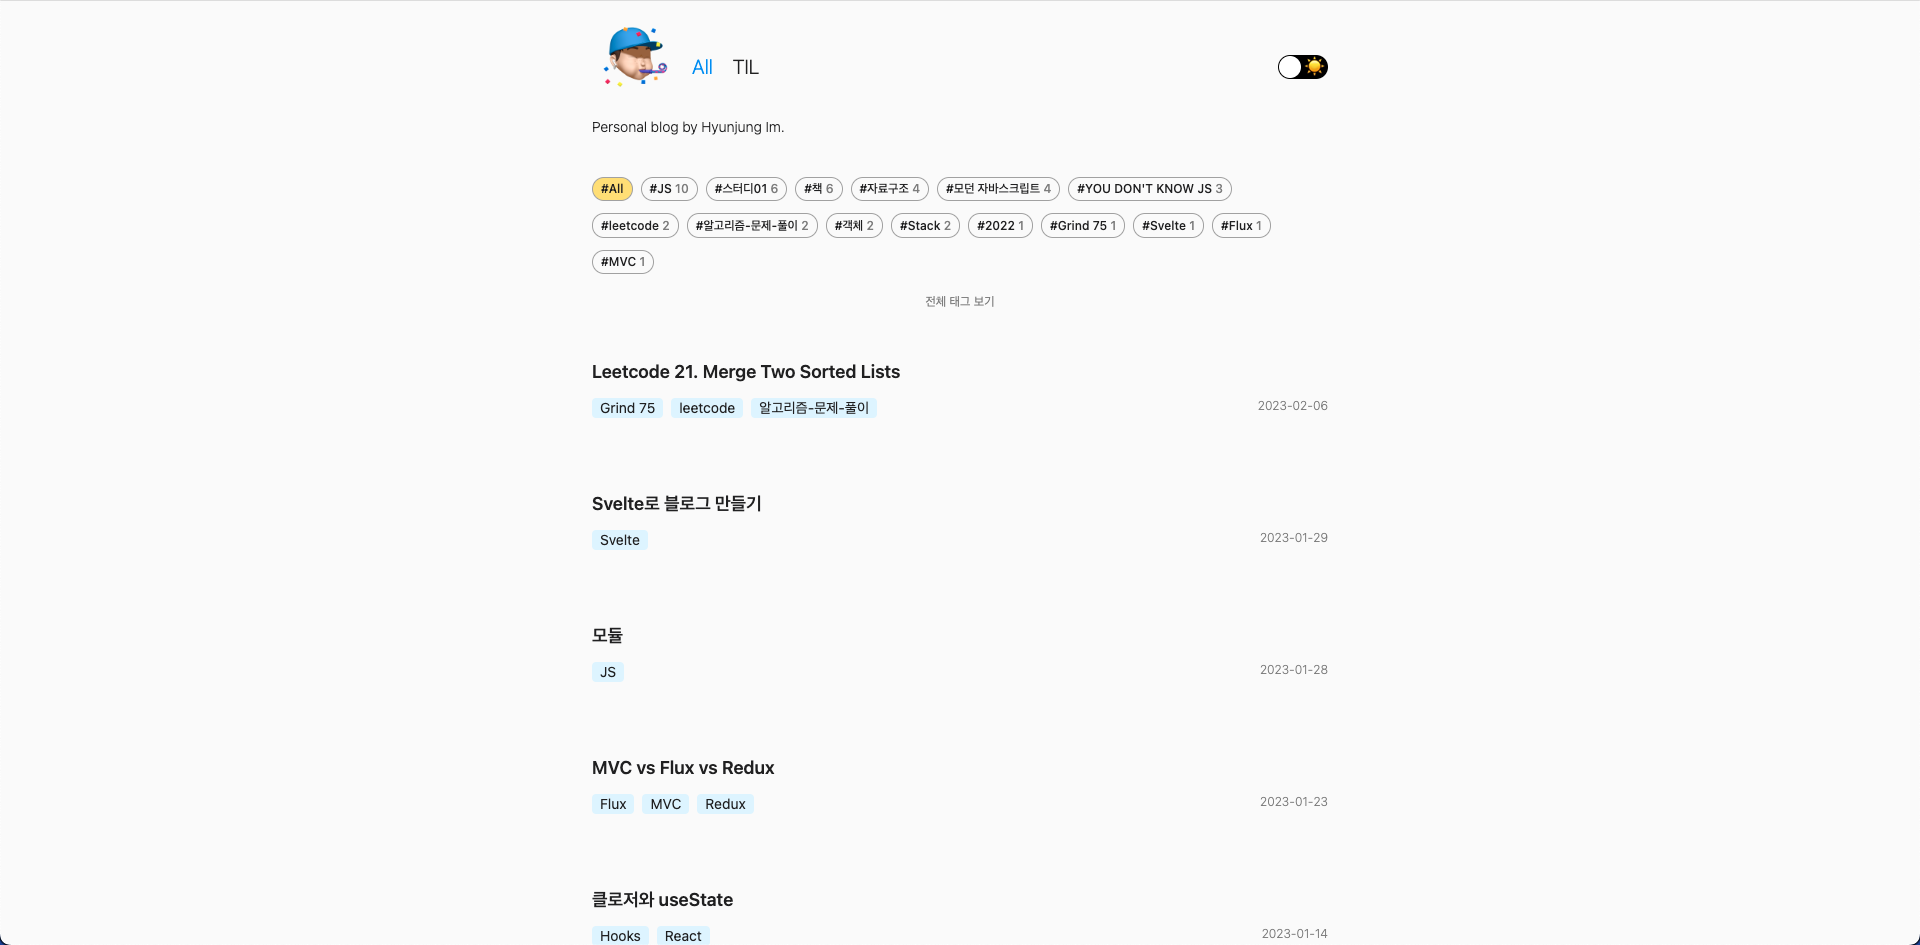 All TIL
Personal blog by Hyunjung Im.
#All #JS 10 #스터디01 6 #책 6 #자료구조 4 #모던 자바스크립트 4 #YOU DON'T KNOW JS 3
#leetcode 2 #알고리즘-문제-풀이 2 #객체 2 #Stack 2 #2022 1 #Grind 75 1 #Svelte 1 #Flux 1
#MVC 1
전체 태그 보기
Leetcode 21. Merge Two Sorted Lists
Grind 75 leetcode 알고리즘-문제-풀이 2023-02-06
Svelte로 블로그 만들기
Svelte 2023-01-29
모듈
JS 2023-01-28
MVC vs Flux vs Redux
Flux MVC Redux 2023-01-23
클로저와 useState
Hooks React 2023-01-14